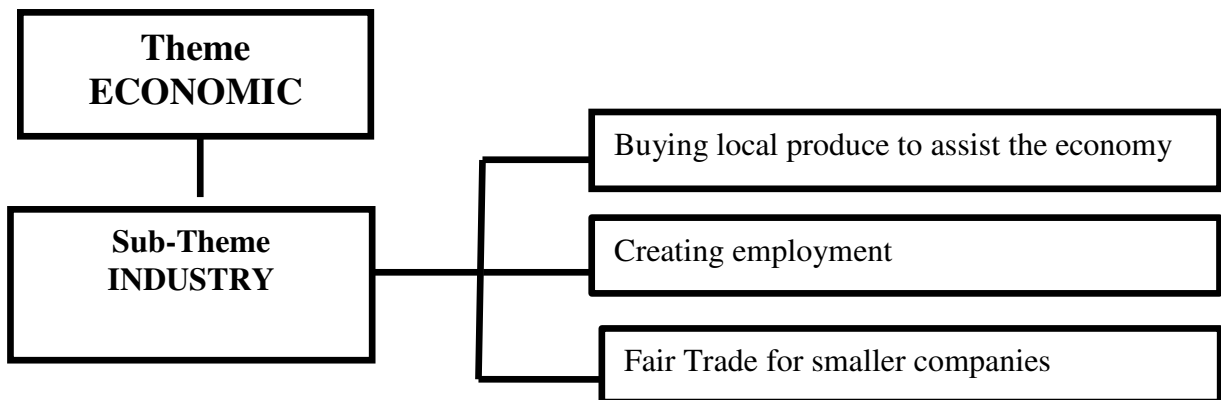 Theme
ECONOMIC
Buying local produce to assist the economy
Sub-Theme
INDUSTRY
Creating employment
Fair Trade for smaller companies